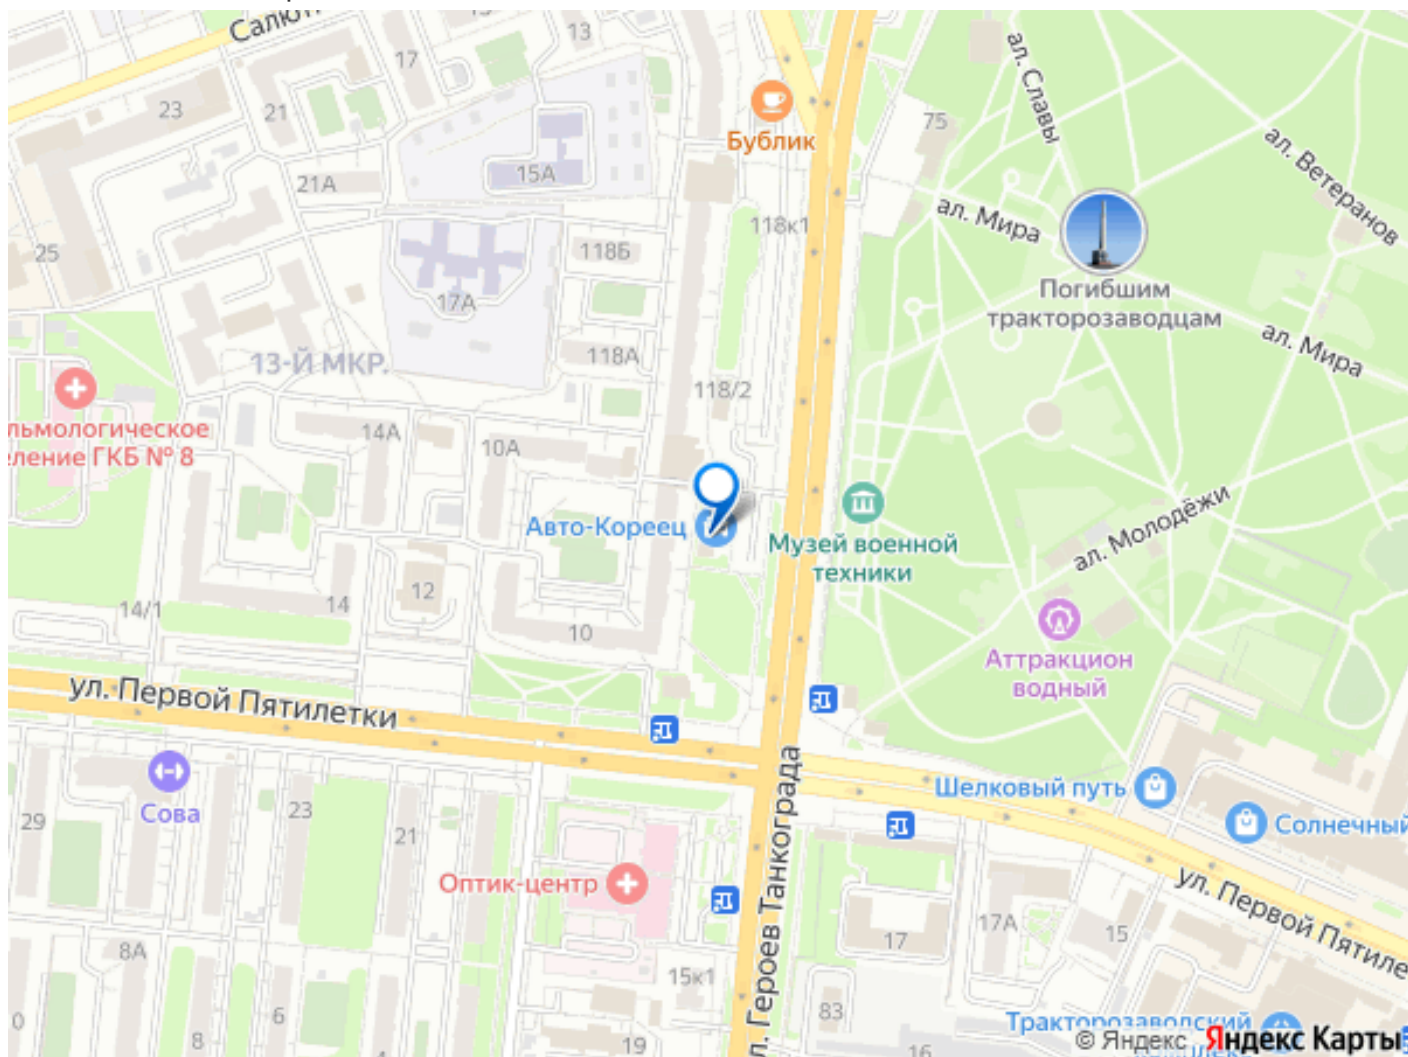 Салют
13
17
23
21
Бублик
75
ал. Славы
ал. Ветеранов
21А
15А
ал. Мира
118к1
25
118Б
17А
Погибшим
тракторозаводцам
13-Й МКР.
118А
ал. Мира
118/2
льмологическое
еление ГКБ № 8
14А
10А
Авто-Кореец
Музей военной
техники
ал. Молодёжи
14/1
14
12
10
Аттракцион
водный
ул. Первой Пятилетки
Шелковый путь
Сова
Солнечный
29
23
21
Оптик-центр
ул. Героев Танкограда
ул. Первой Пятиле
8А
17
17А
15
15к1
83
0
8
6
19
16
Тракторозаводский
© Яндекс Яндекс Карты